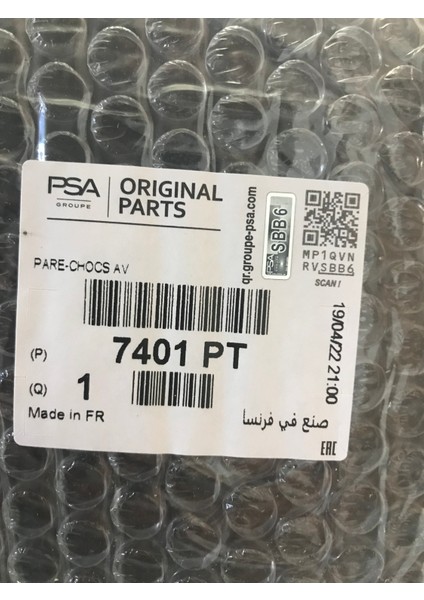 PSA
GROUPE
ORIGINAL
PARTS
qr.groupe-psa.com
PSA
SBB6
MP1QVN
RVSBB6
SCAN!
PARE-CHOCS AV
19/04/22 21:00
(P) 7401 PT
(Q) 1
Made in FR
صنع في فرنسا
EAC